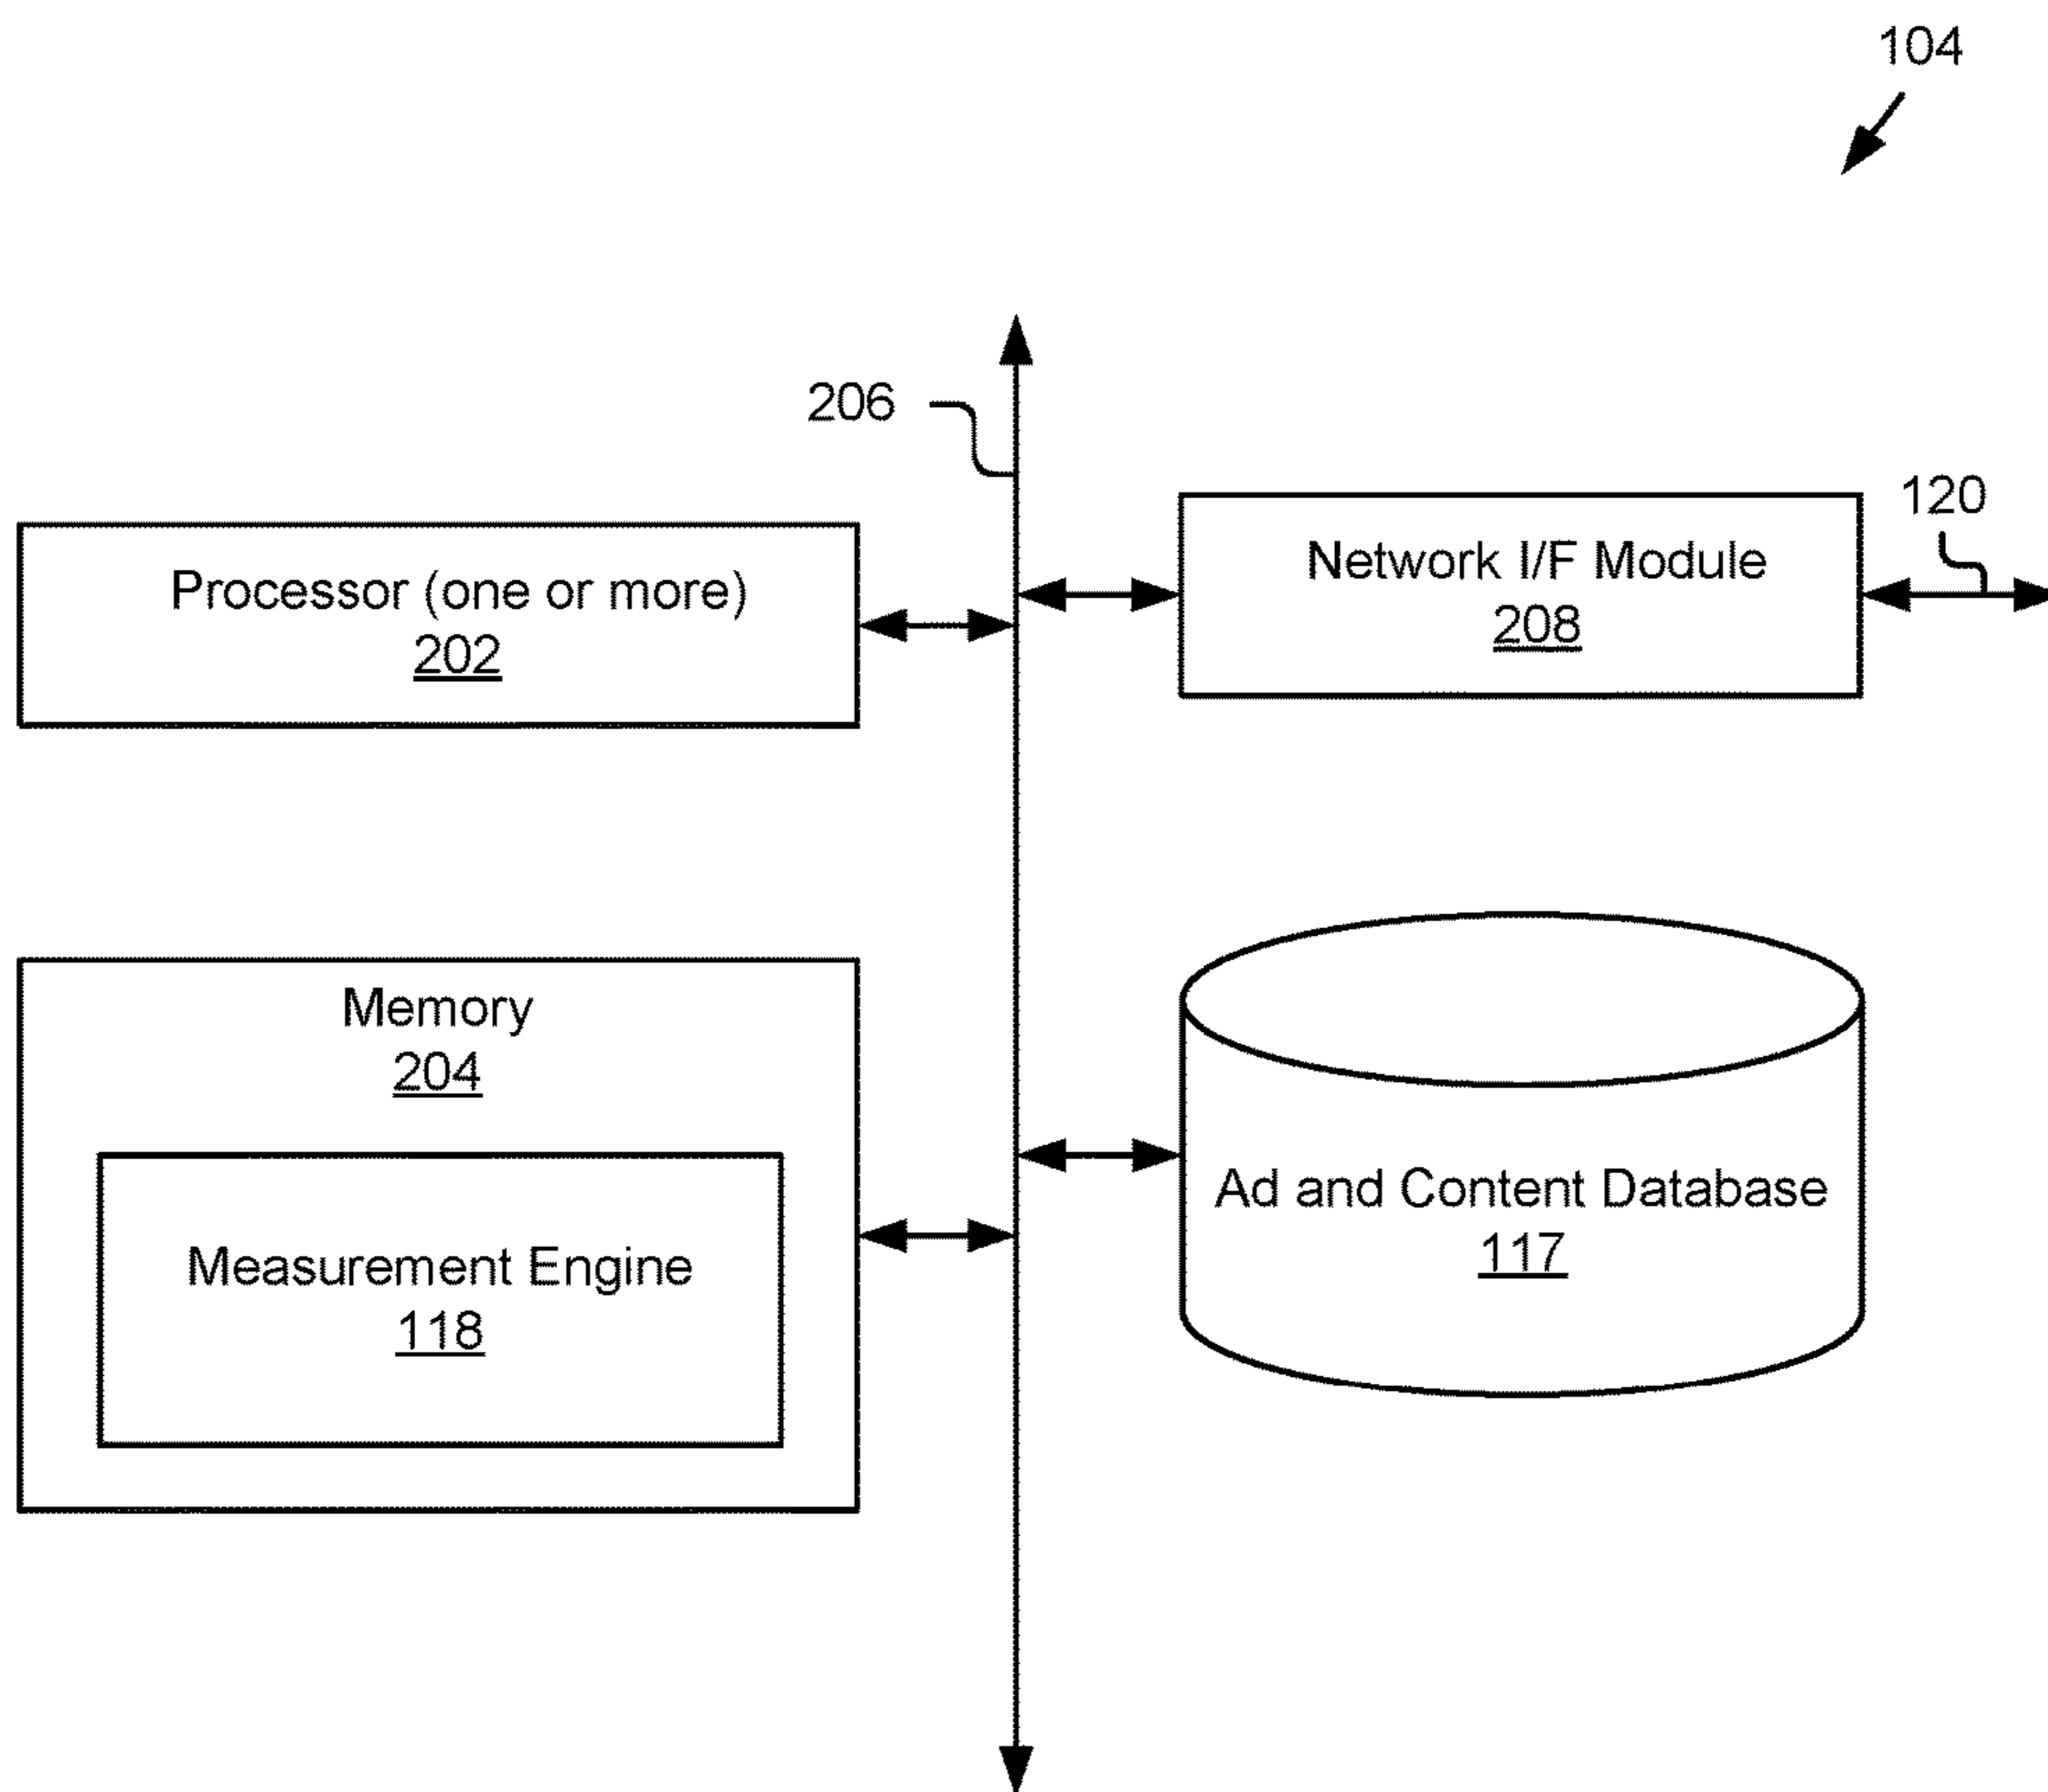 104
206
Processor (one or more)
202
Network I/F Module
208
120
Memory
204
Measurement Engine
118
Ad and Content Database
117